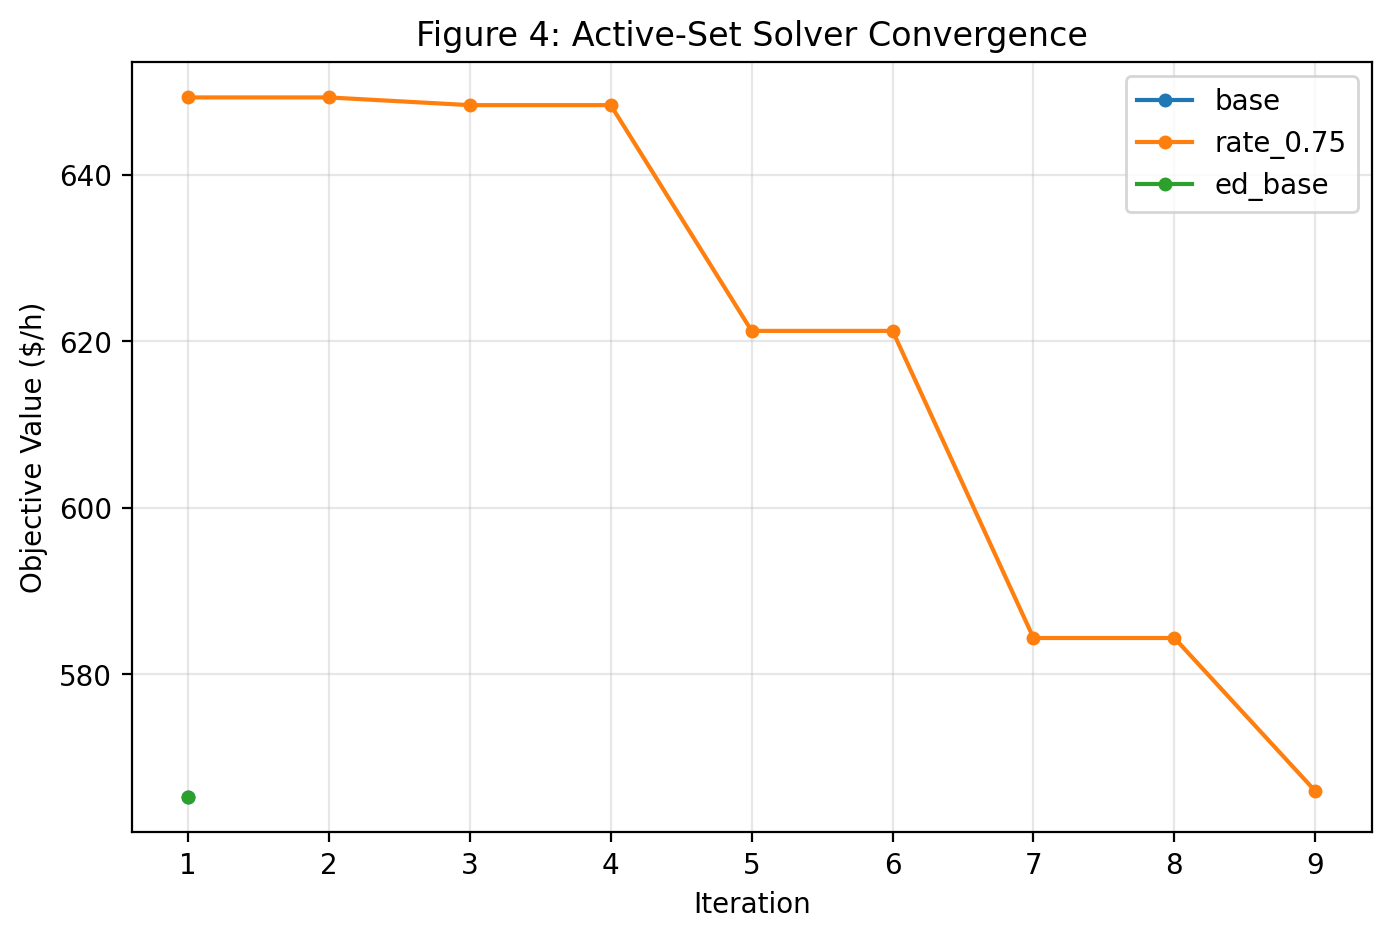 Figure 4: Active-Set Solver Convergence
base
rate_0.75
ed_base
Objective Value ($/h)
640
620
600
580
1 2 3 4 5 6 7 8 9
Iteration